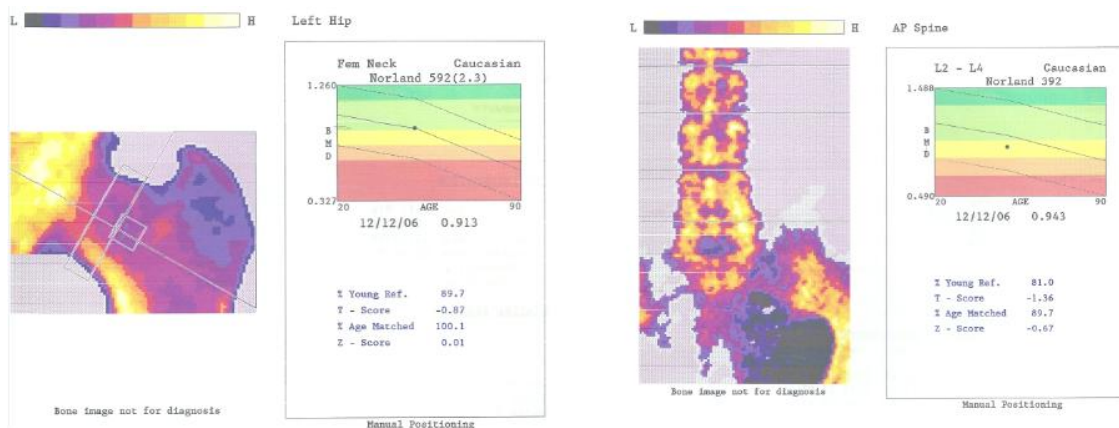 L H
Left Hip
Fem Neck Caucasian
Norland 592(2.3)
1.260
B
M
D
0.327
20 AGE 90
12/12/06 0.913
% Young Ref. 89.7
T - Score -0.87
% Age Matched 100.1
Z - Score 0.01
Bone image not for diagnosis
Manual Positioning
L H
AP Spine
L2 - L4 Caucasian
Norland 392
1.488
B
M
D
0.490
20 AGE 90
12/12/06 0.943
% Young Ref. 81.0
T - Score -1.36
% Age Matched 89.7
Z - Score -0.67
Bone image not for diagnosis
Manual Positioning